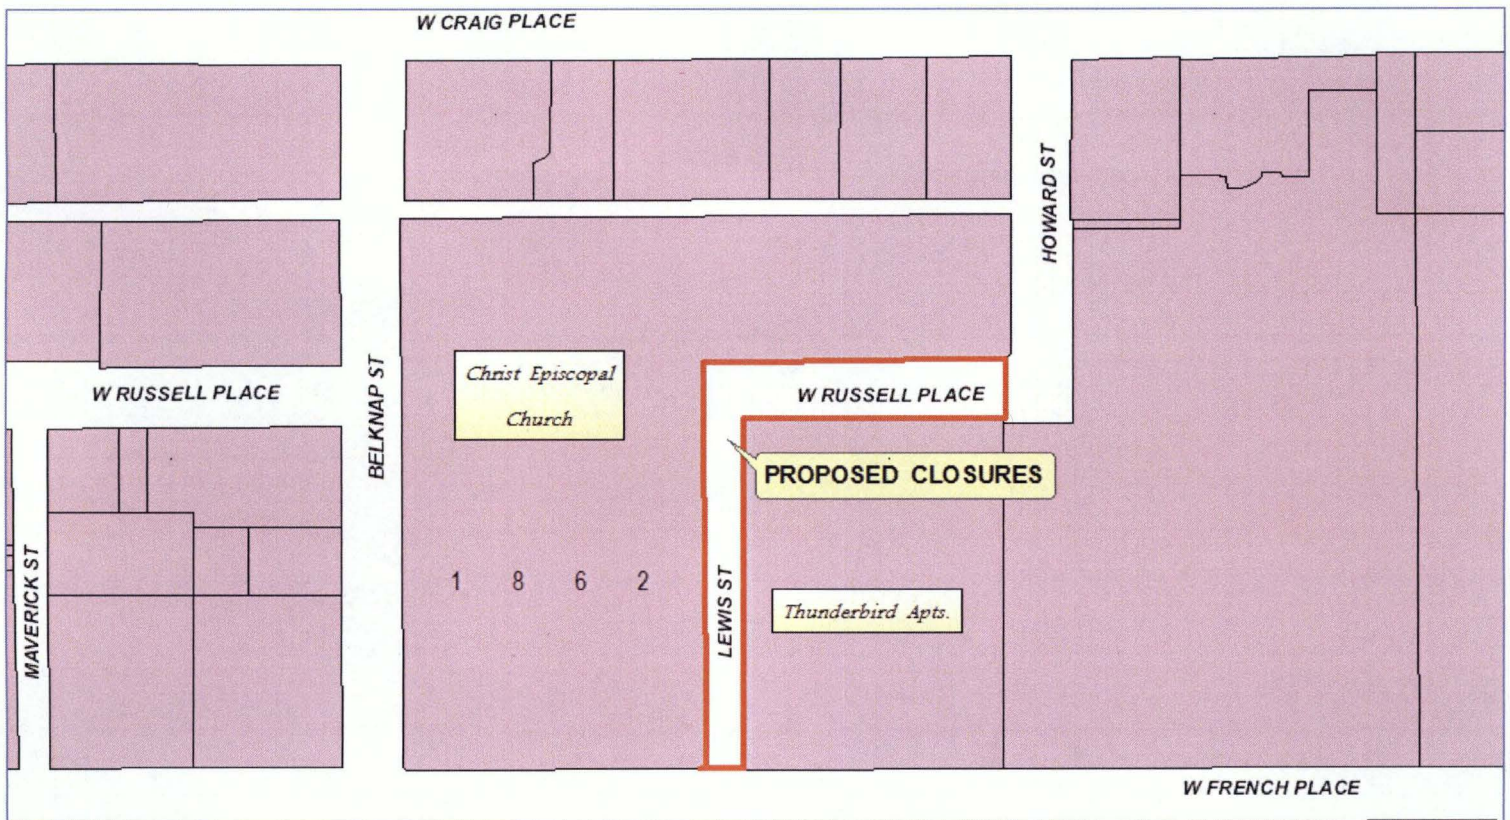 W CRAIG PLACE
HOWARD ST
BELKNAP ST
Christ Episcopal
Church
W RUSSELL PLACE
W RUSSELL PLACE
PROPOSED CLOSURES
MAVERICK ST
1 8 6 2
LEWIS ST
Thunderbird Apts.
W FRENCH PLACE